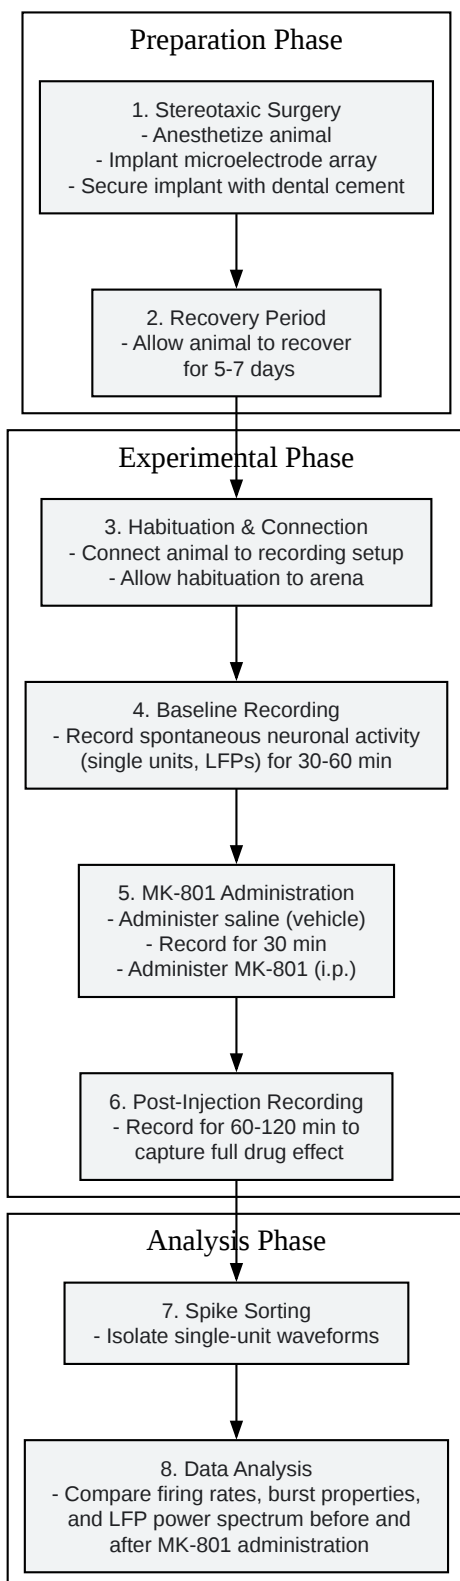 Preparation Phase
1. Stereotaxic Surgery
- Anesthetize animal
- Implant microelectrode array
- Secure implant with dental cement
2. Recovery Period
- Allow animal to recover
for 5-7 days
Experimental Phase
3. Habituation & Connection
- Connect animal to recording setup
- Allow habituation to arena
4. Baseline Recording
- Record spontaneous neuronal activity
(single units, LFPs) for 30-60 min
5. MK-801 Administration
- Administer saline (vehicle)
- Record for 30 min
- Administer MK-801 (i.p.)
6. Post-Injection Recording
- Record for 60-120 min to
capture full drug effect
Analysis Phase
7. Spike Sorting
- Isolate single-unit waveforms
8. Data Analysis
- Compare firing rates, burst properties,
and LFP power spectrum before and
after MK-801 administration